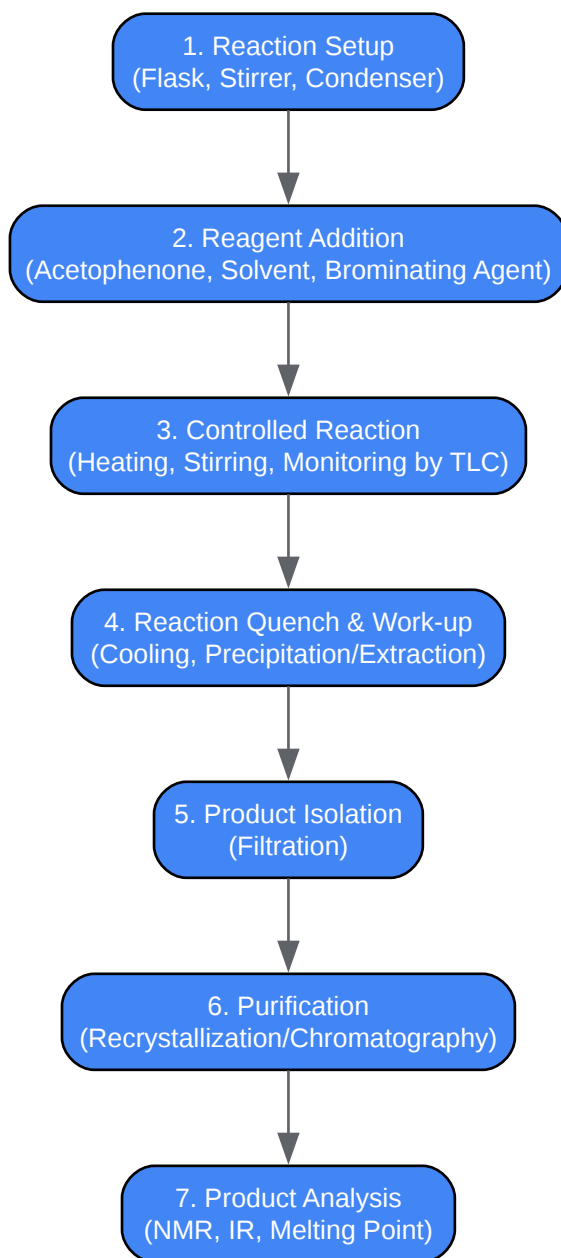 1. Reaction Setup
(Flask, Stirrer, Condenser)
2. Reagent Addition
(Acetophenone, Solvent, Brominating Agent)
3. Controlled Reaction
(Heating, Stirring, Monitoring by TLC)
4. Reaction Quench & Work-up
(Cooling, Precipitation/Extraction)
5. Product Isolation
(Filtration)
6. Purification
(Recrystallization/Chromatography)
7. Product Analysis
(NMR, IR, Melting Point)